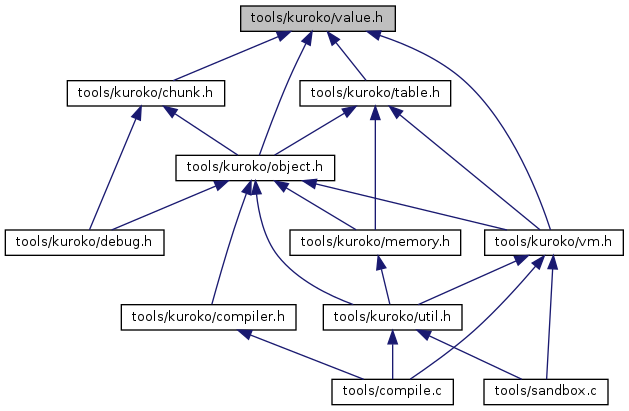 tools/kuroko/value.h
tools/kuroko/chunk.h
tools/kuroko/table.h
tools/kuroko/object.h
tools/kuroko/debug.h
tools/kuroko/memory.h
tools/kuroko/vm.h
tools/kuroko/compiler.h
tools/kuroko/util.h
tools/compile.c
tools/sandbox.c